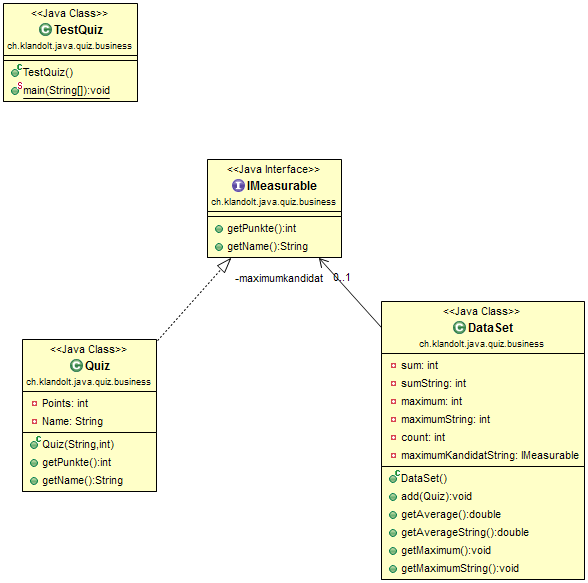 <<Java Class>>
TestQuiz
ch.klandolt.java.quiz.business
TestQuiz()
main(String[]):void
<<Java Interface>>
IMeasurable
ch.klandolt.java.quiz.business
getPunkte():int
getName():String
-maximumkandidat 0..1
<<Java Class>>
Quiz
ch.klandolt.java.quiz.business
Points: int
Name: String
Quiz(String,int)
getPunkte():int
getName():String
<<Java Class>>
DataSet
ch.klandolt.java.quiz.business
sum: int
sumString: int
maximum: int
maximumString: int
count: int
maximumKandidatString: IMeasurable
DataSet()
add(Quiz):void
getAverage():double
getAverageString():double
getMaximum():void
getMaximumString():void